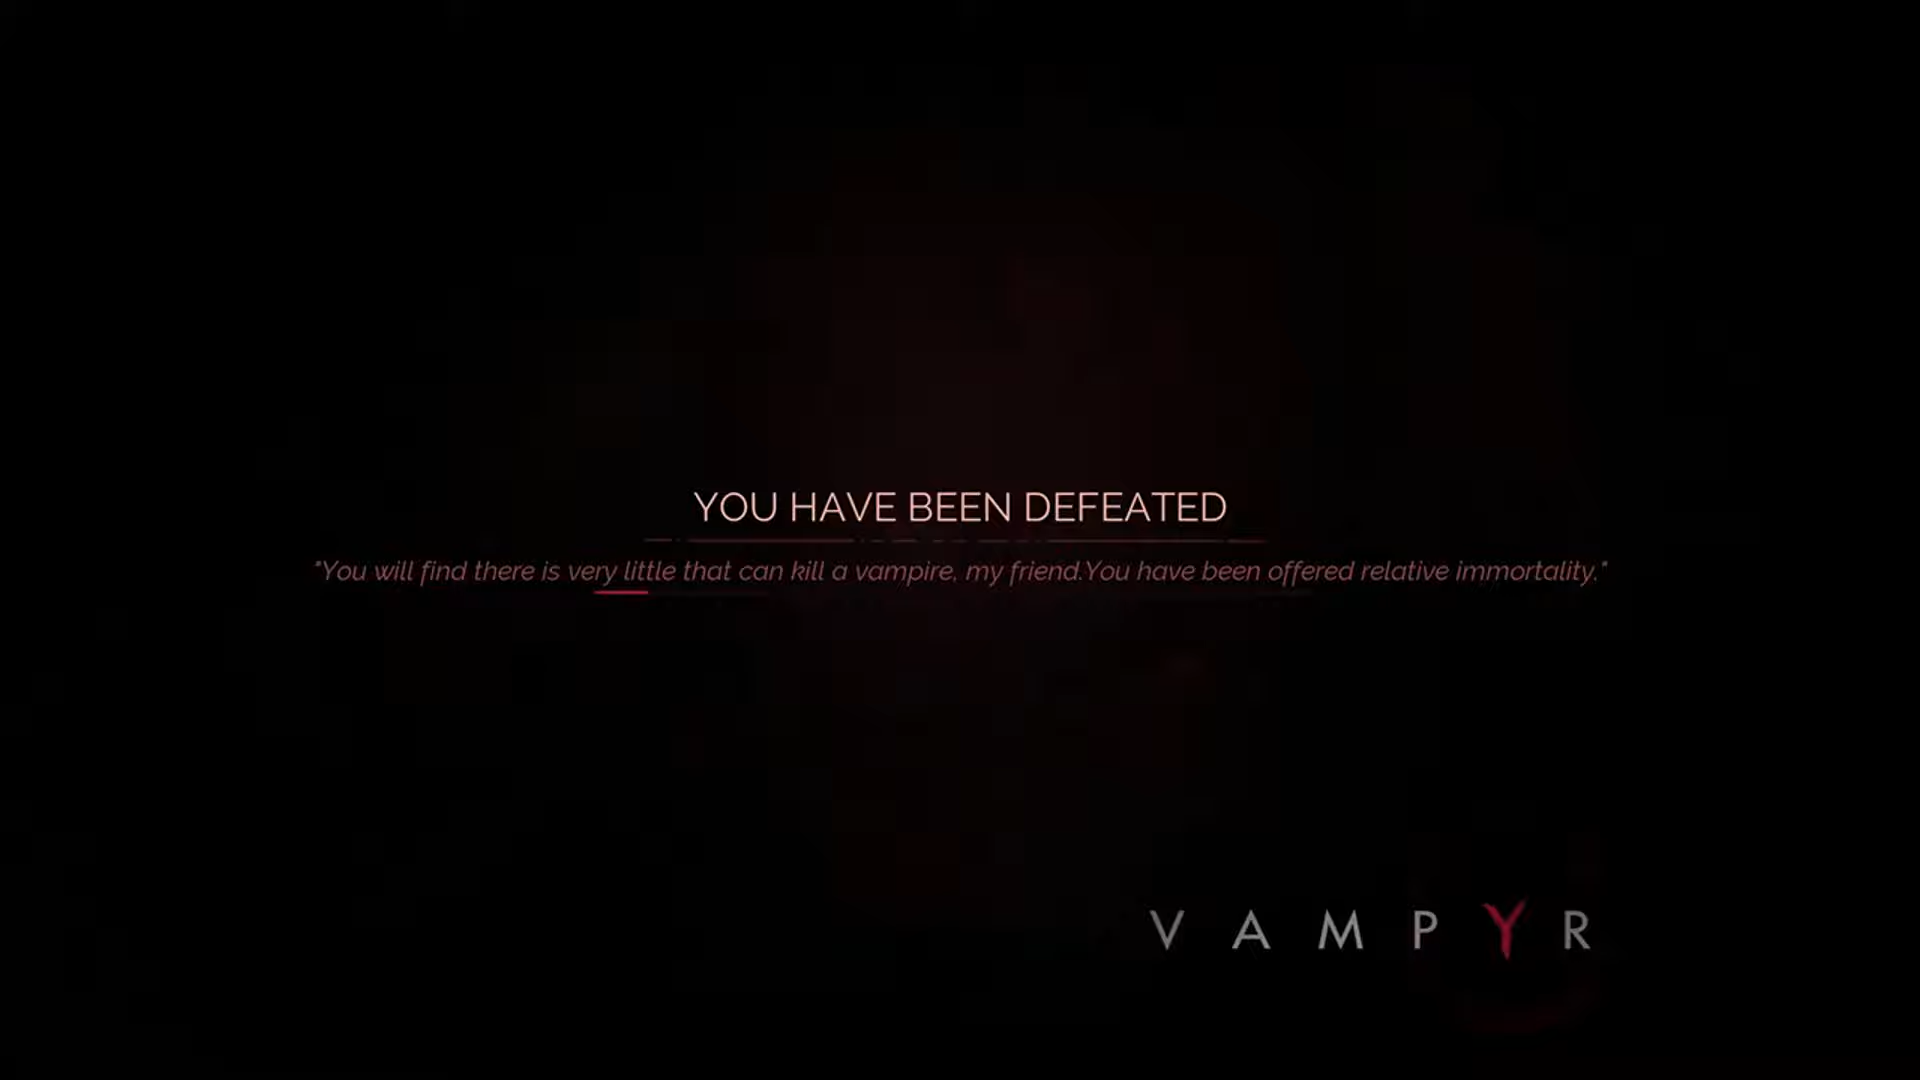 YOU HAVE BEEN DEFEATED
"You will find there is very little that can kill a vampire, my friend.You have been offered relative immortality."
VAMPYR